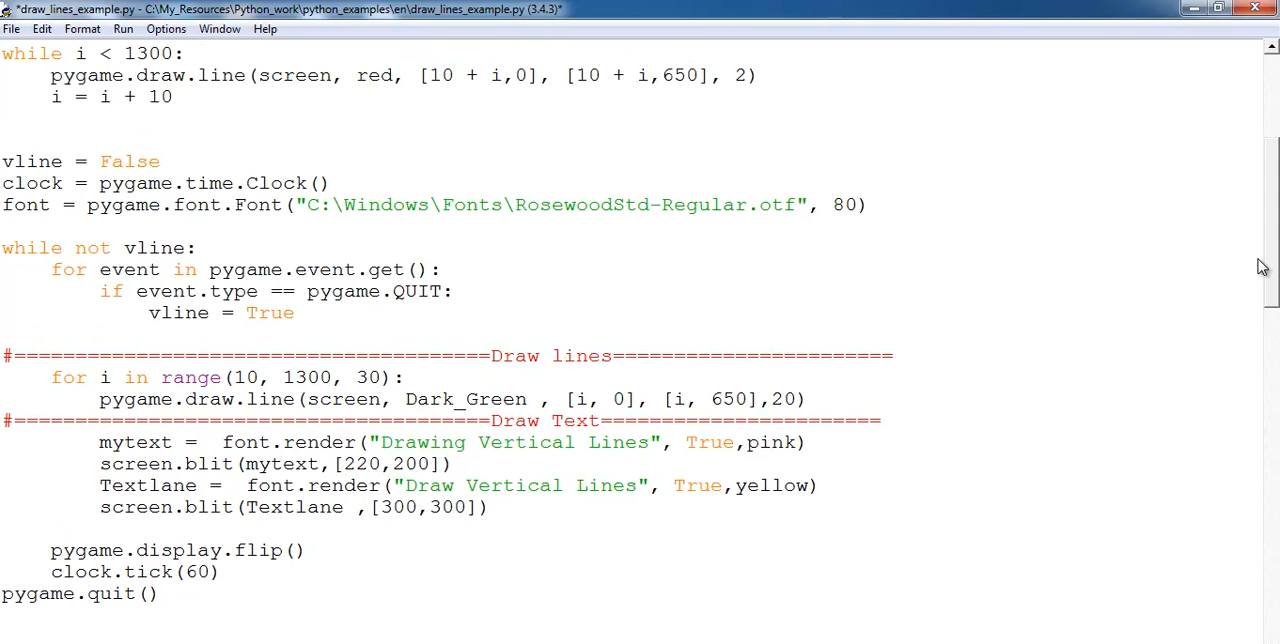 *draw_lines_example.py - C:\My_Resources\Python_work\python_examples\en\draw_lines_example.py (3.4.3)*
File Edit Format Run Options Window Help
while i < 1300:
    pygame.draw.line(screen, red, [10 + i,0], [10 + i,650], 2)
    i = i + 10
vline = False
clock = pygame.time.Clock()
font = pygame.font.Font("C:\Windows\Fonts\RosewoodStd-Regular.otf", 80)
while not vline:
    for event in pygame.event.get():
        if event.type == pygame.QUIT:
            vline = True
#=======================================Draw lines=======================
    for i in range(10, 1300, 30):
        pygame.draw.line(screen, Dark_Green , [i, 0], [i, 650],20)
#=======================================Draw Text=======================
        mytext =  font.render("Drawing Vertical Lines", True,pink)
        screen.blit(mytext,[220,200])
        Textlane =  font.render("Draw Vertical Lines", True,yellow)
        screen.blit(Textlane ,[300,300])
    pygame.display.flip()
    clock.tick(60)
pygame.quit()